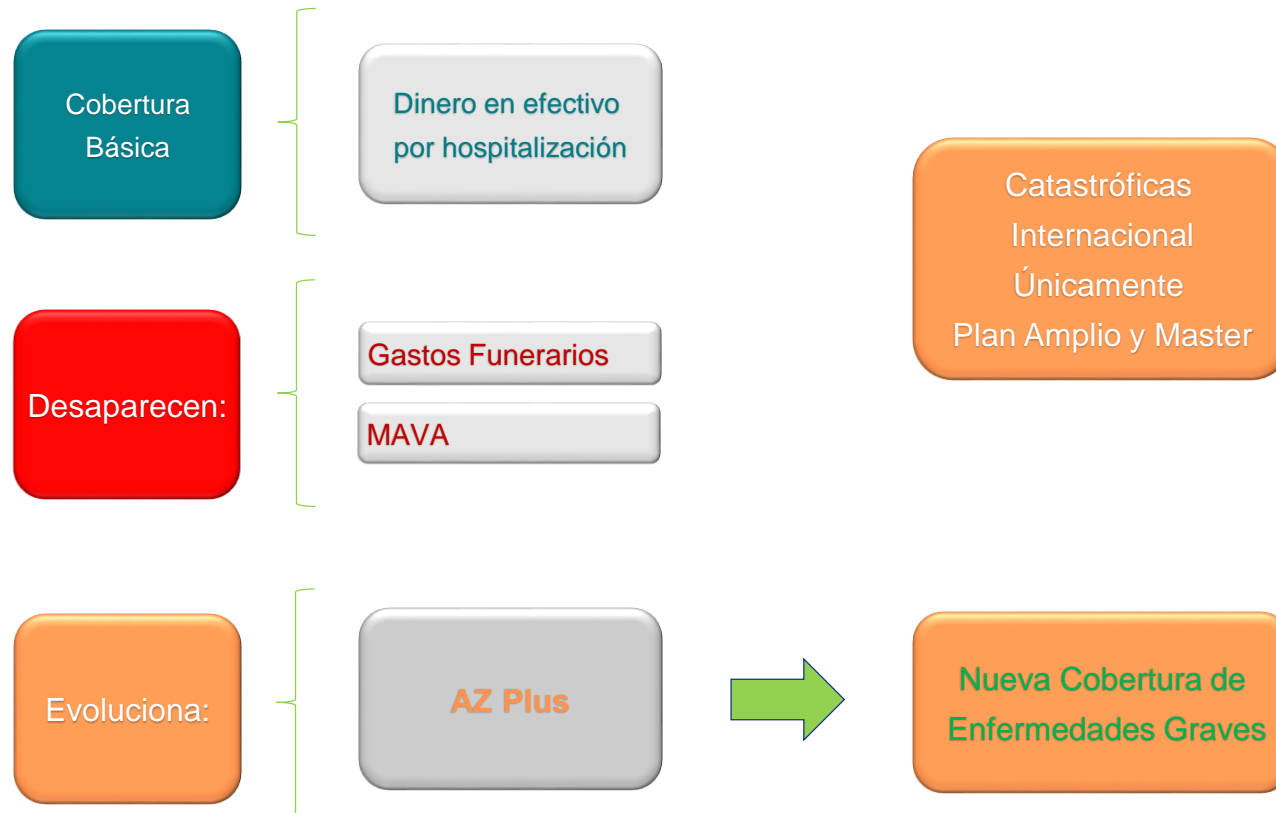 Cobertura
Básica
Dinero en efectivo
por hospitalización
Catastróficas
Internacional
Únicamente
Plan Amplio y Master
Desaparecen:
Gastos Funerarios
MAVA
Evoluciona:
AZ Plus
Nueva Cobertura de
Enfermedades Graves